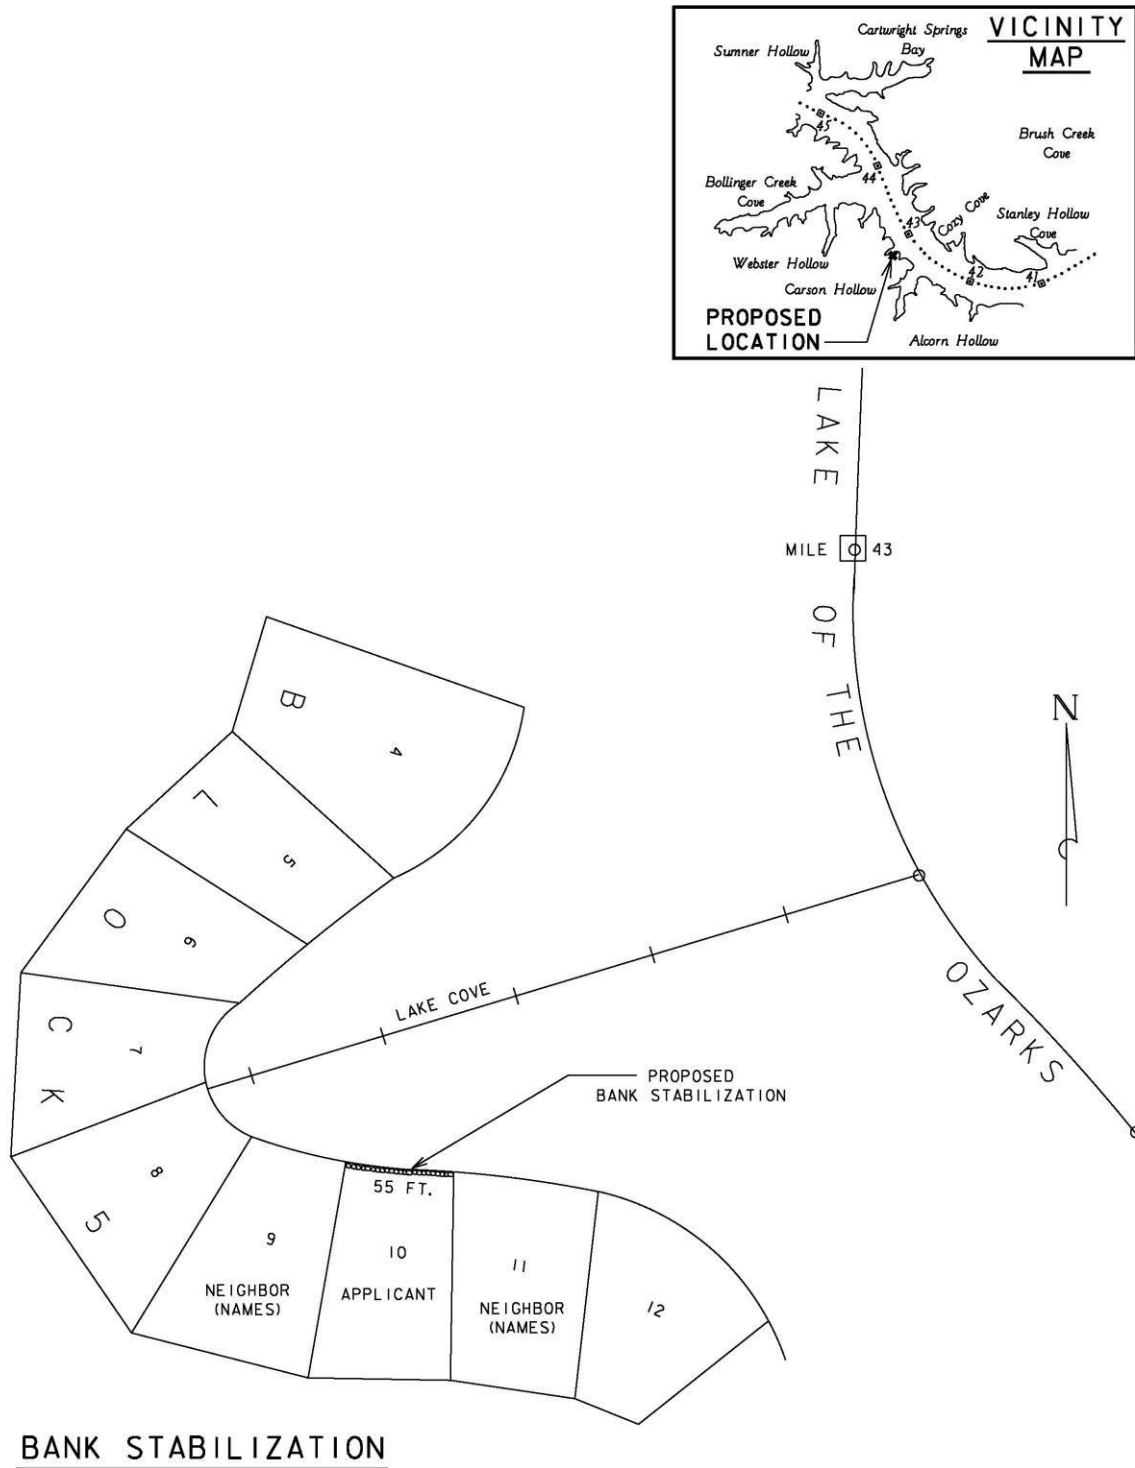 VICINITY
MAP
Cartwright Springs
Bay
Sumner Hollow
45
Brush Creek
Cove
44
Bollinger Creek
Cove
43
Cozy Cove
Stanley Hollow
Cove
Webster Hollow
42
41
Carson Hollow
PROPOSED
LOCATION
Alcorn Hollow
LAKE OF THE OZARKS
MILE 43
N
BLOCK 5
4
5
6
7
8
LAKE COVE
PROPOSED
BANK STABILIZATION
55 FT.
9
NEIGHBOR
(NAMES)
10
APPLICANT
11
NEIGHBOR
(NAMES)
12
BANK STABILIZATION